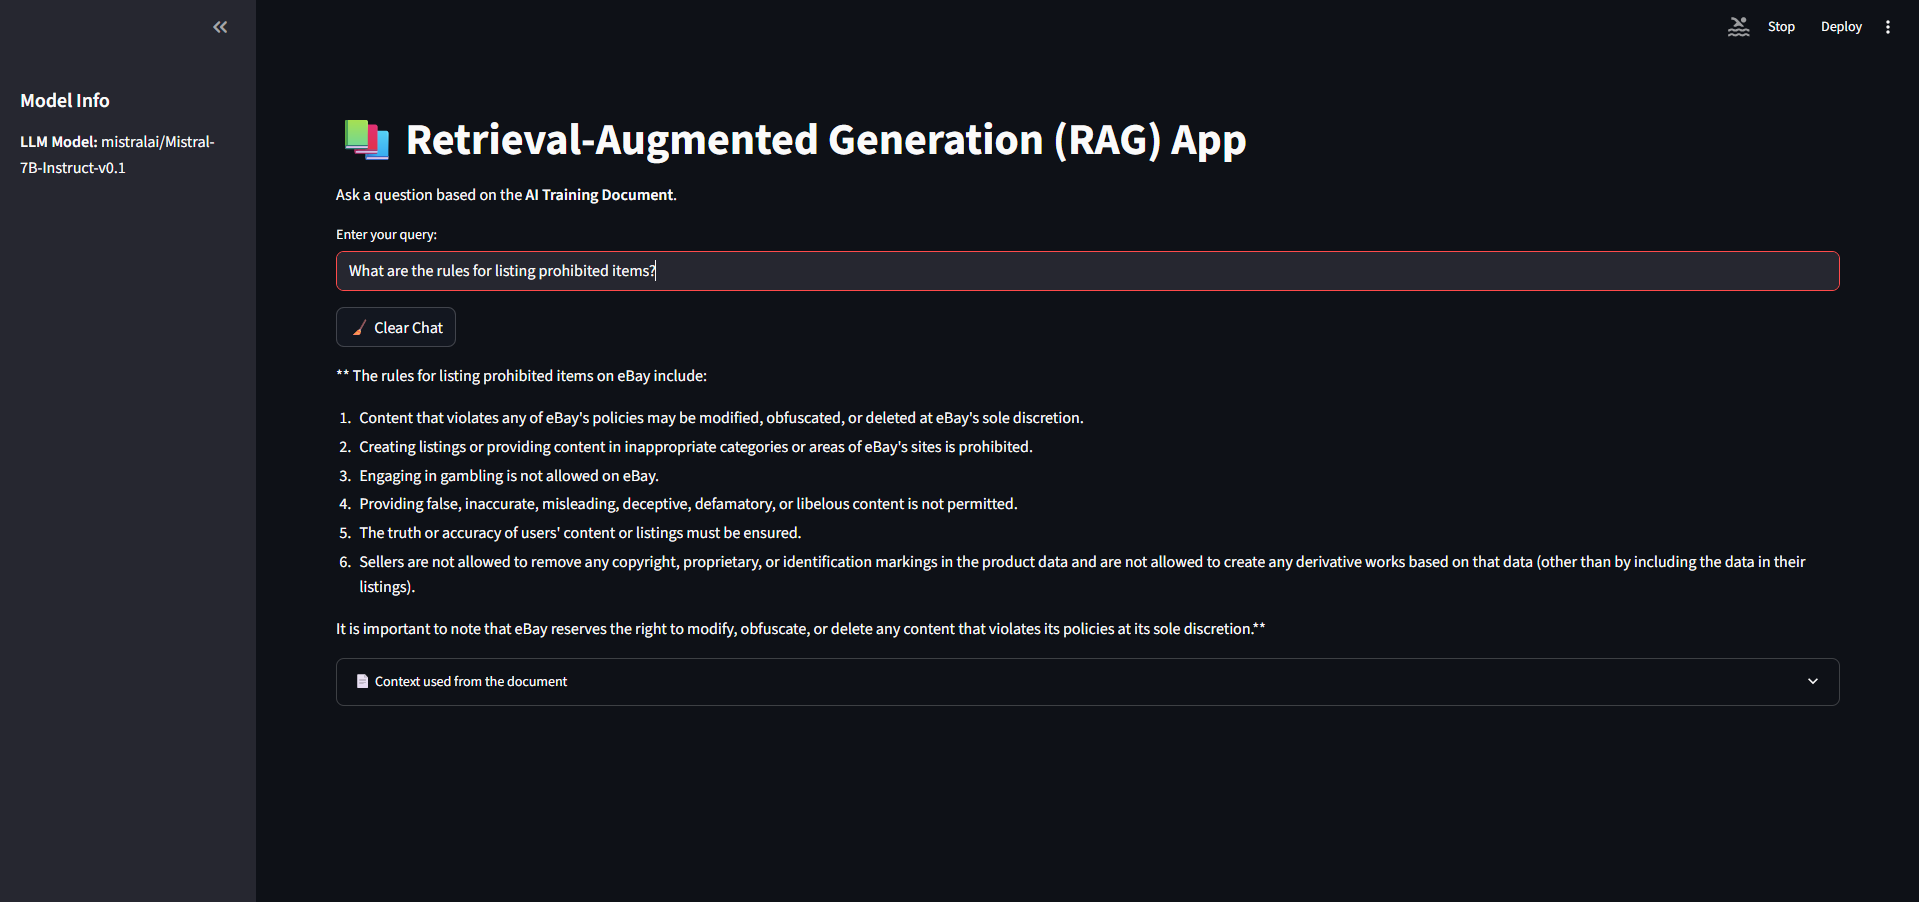 Stop
Deploy
Model Info
LLM Model: mistralai/Mistral-
7B-Instruct-v0.1
Retrieval-Augmented Generation (RAG) App
Ask a question based on the AI Training Document.
Enter your query:
What are the rules for listing prohibited items?
Clear Chat
** The rules for listing prohibited items on eBay include:
1. Content that violates any of eBay's policies may be modified, obfuscated, or deleted at eBay's sole discretion.
2. Creating listings or providing content in inappropriate categories or areas of eBay's sites is prohibited.
3. Engaging in gambling is not allowed on eBay.
4. Providing false, inaccurate, misleading, deceptive, defamatory, or libelous content is not permitted.
5. The truth or accuracy of users' content or listings must be ensured.
6. Sellers are not allowed to remove any copyright, proprietary, or identification markings in the product data and are not allowed to create any derivative works based on that data (other than by including the data in their
listings).
It is important to note that eBay reserves the right to modify, obfuscate, or delete any content that violates its policies at its sole discretion.**
Context used from the document